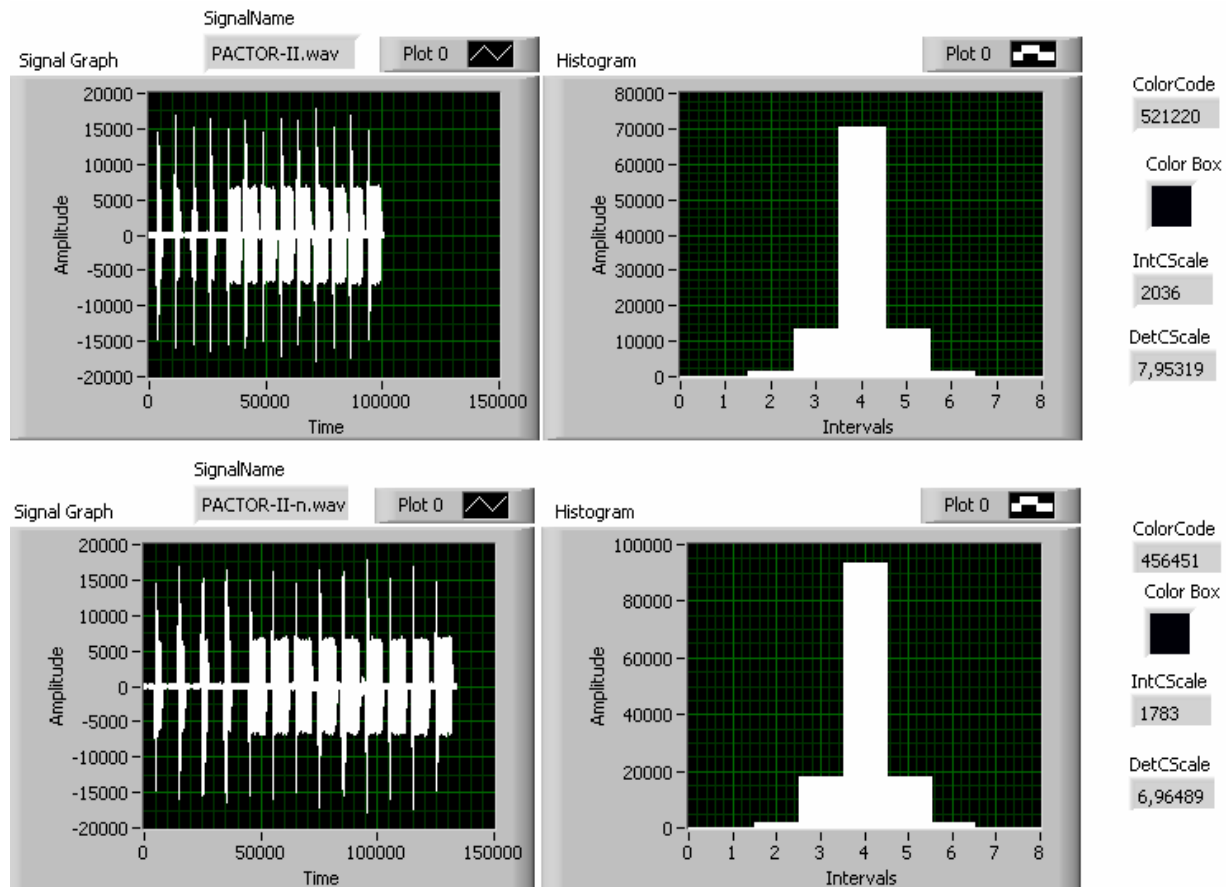 SignalName
PACTOR-II.wav
Plot 0
Signal Graph
20000
15000
10000
5000
0
-5000
-10000
-15000
-20000
Amplitude
0 50000 100000 150000
Time
Histogram
Plot 0
80000
70000
60000
50000
40000
30000
20000
10000
0
Amplitude
0 1 2 3 4 5 6 7 8
Intervals
ColorCode
521220
Color Box
IntCScale
2036
DetCScale
7,95319
SignalName
PACTOR-II-n.wav
Plot 0
Signal Graph
20000
15000
10000
5000
0
-5000
-10000
-15000
-20000
Amplitude
0 50000 100000 150000
Time
Histogram
Plot 0
100000
80000
60000
40000
20000
0
Amplitude
0 1 2 3 4 5 6 7 8
Intervals
ColorCode
456451
Color Box
IntCScale
1783
DetCScale
6,96489